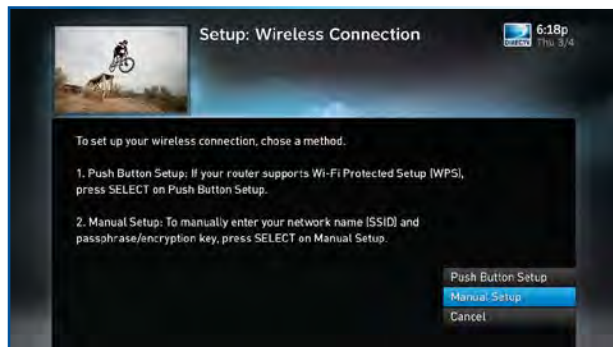 Setup: Wireless Connection
6:18p
DIRECTV
Thu 3/4
To set up your wireless connection, chose a method.
1. Push Button Setup: If your router supports Wi-Fi Protected Setup (WPS),
press SELECT on Push Button Setup.
2. Manual Setup: To manually enter your network name (SSID) and
passphrase/encryption key, press SELECT on Manual Setup.
Push Button Setup
Manual Setup
Cancel